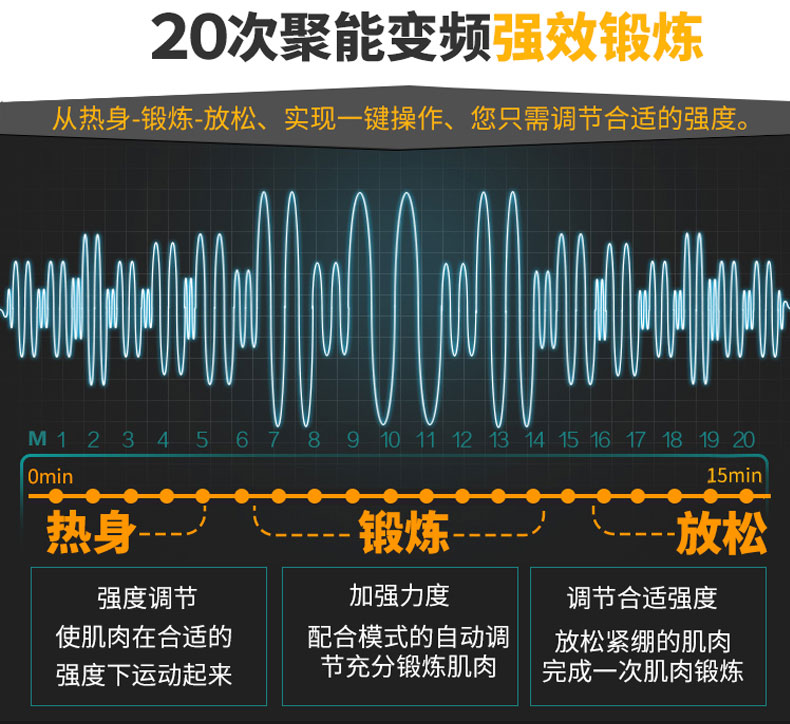 20次聚能变频强效锻炼
从热身-锻炼-放松、实现一键操作、您只需调节合适的强度。
M 1 2 3 4 5 6 7 8 9 10 11 12 13 14 15 16 17 18 19 20
0min 15min
热身 锻炼 放松
强度调节
使肌肉在合适的
强度下运动起来
加强力度
配合模式的自动调
节充分锻炼肌肉
调节合适强度
放松紧绷的肌肉
完成一次肌肉锻炼